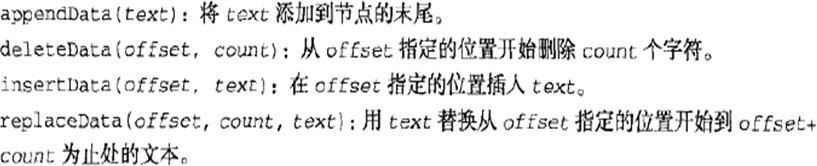 appendData(text)：将 text 添加到节点的末尾。
deleteData(offset, count)：从 offset 指定的位置开始删除 count 个字符。
insertData(offset, text)：在 offset 指定的位置插入 text。
replaceData(offset, count, text)：用 text 替换从 offset 指定的位置开始到 offset+
count 为止处的文本。